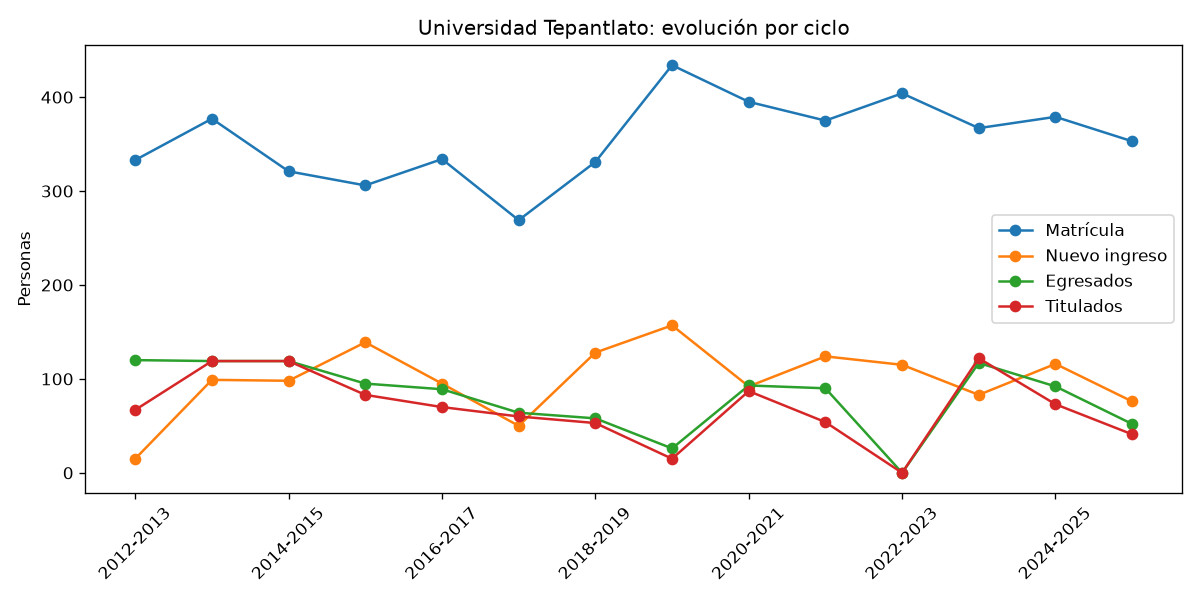 Universidad Tepantlato: evolución por ciclo
Personas
400
300
200
100
0
Matrícula
Nuevo ingreso
Egresados
Titulados
2012-2013
2014-2015
2016-2017
2018-2019
2020-2021
2022-2023
2024-2025